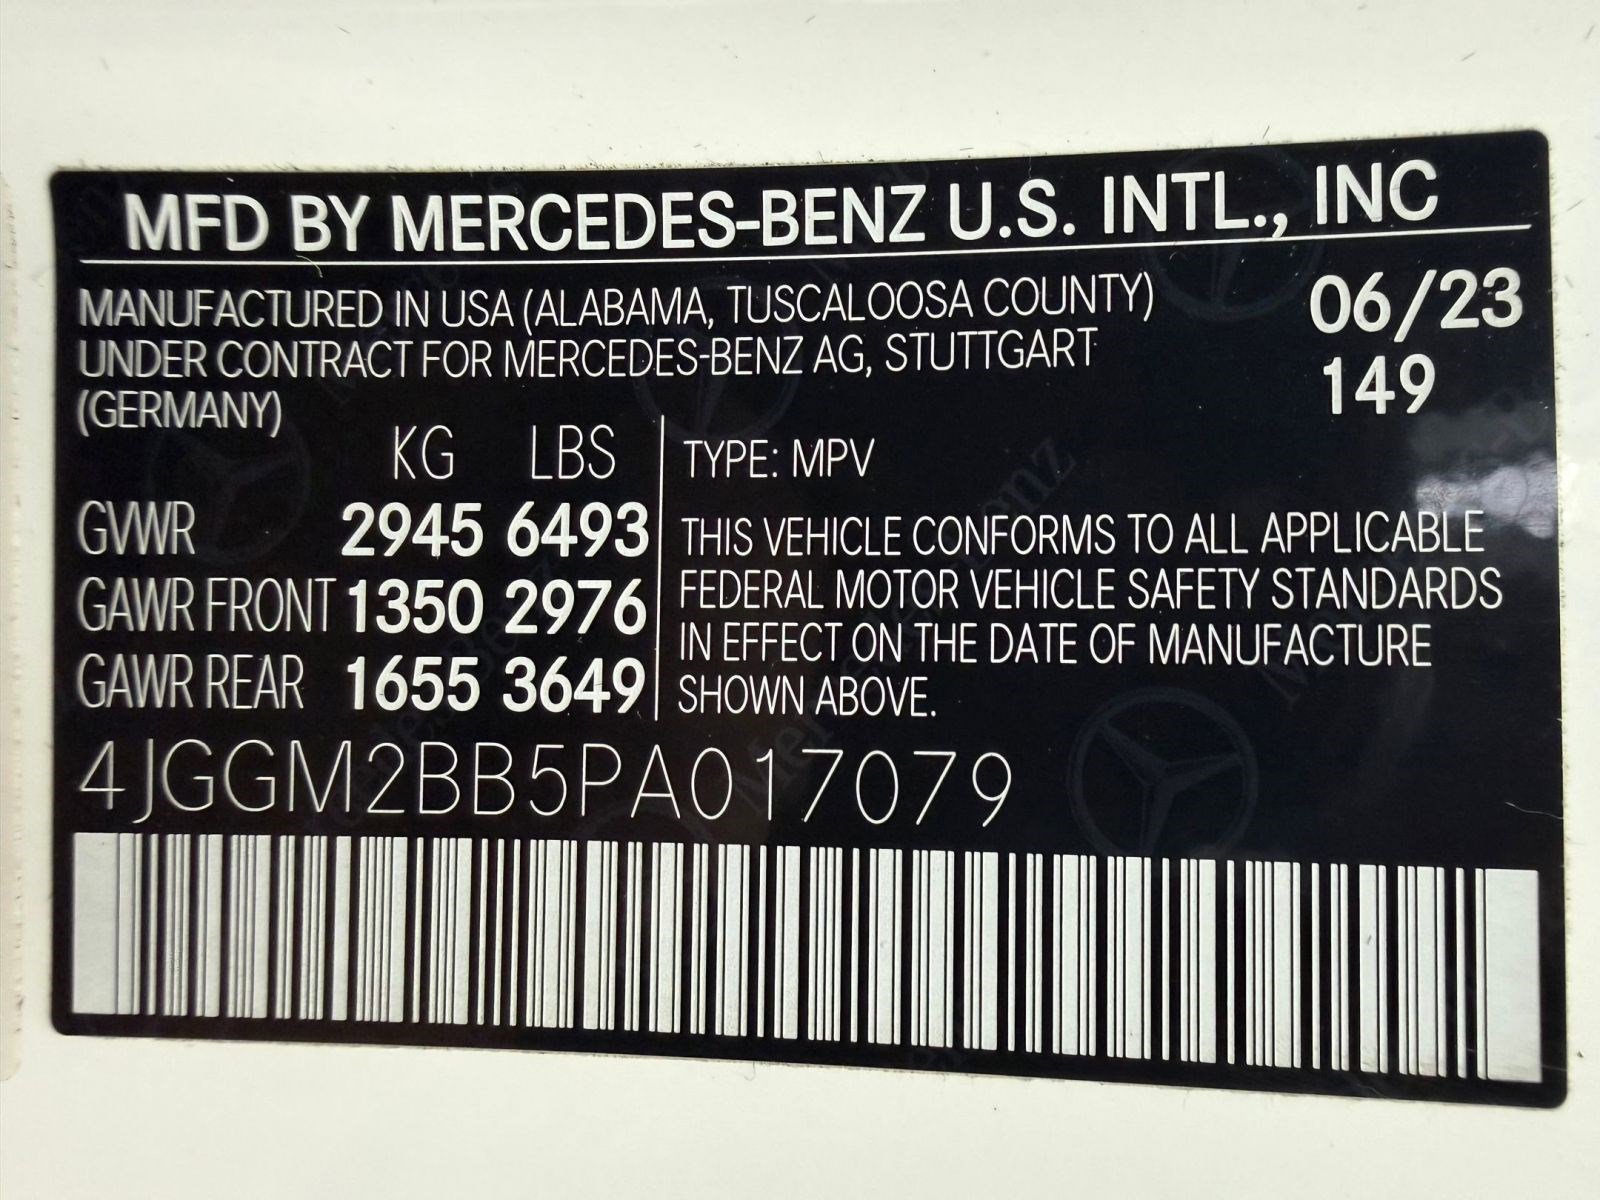 MFD BY MERCEDES-BENZ U.S. INTL., INC
MANUFACTURED IN USA (ALABAMA, TUSCALOOSA COUNTY) 06/23
UNDER CONTRACT FOR MERCEDES-BENZ AG, STUTTGART 149
(GERMANY)
KG LBS
GVWR 2945 6493
GAWR FRONT 1350 2976
GAWR REAR 1655 3649
TYPE: MPV
THIS VEHICLE CONFORMS TO ALL APPLICABLE
FEDERAL MOTOR VEHICLE SAFETY STANDARDS
IN EFFECT ON THE DATE OF MANUFACTURE
SHOWN ABOVE.
4JGGM2BB5PA017079